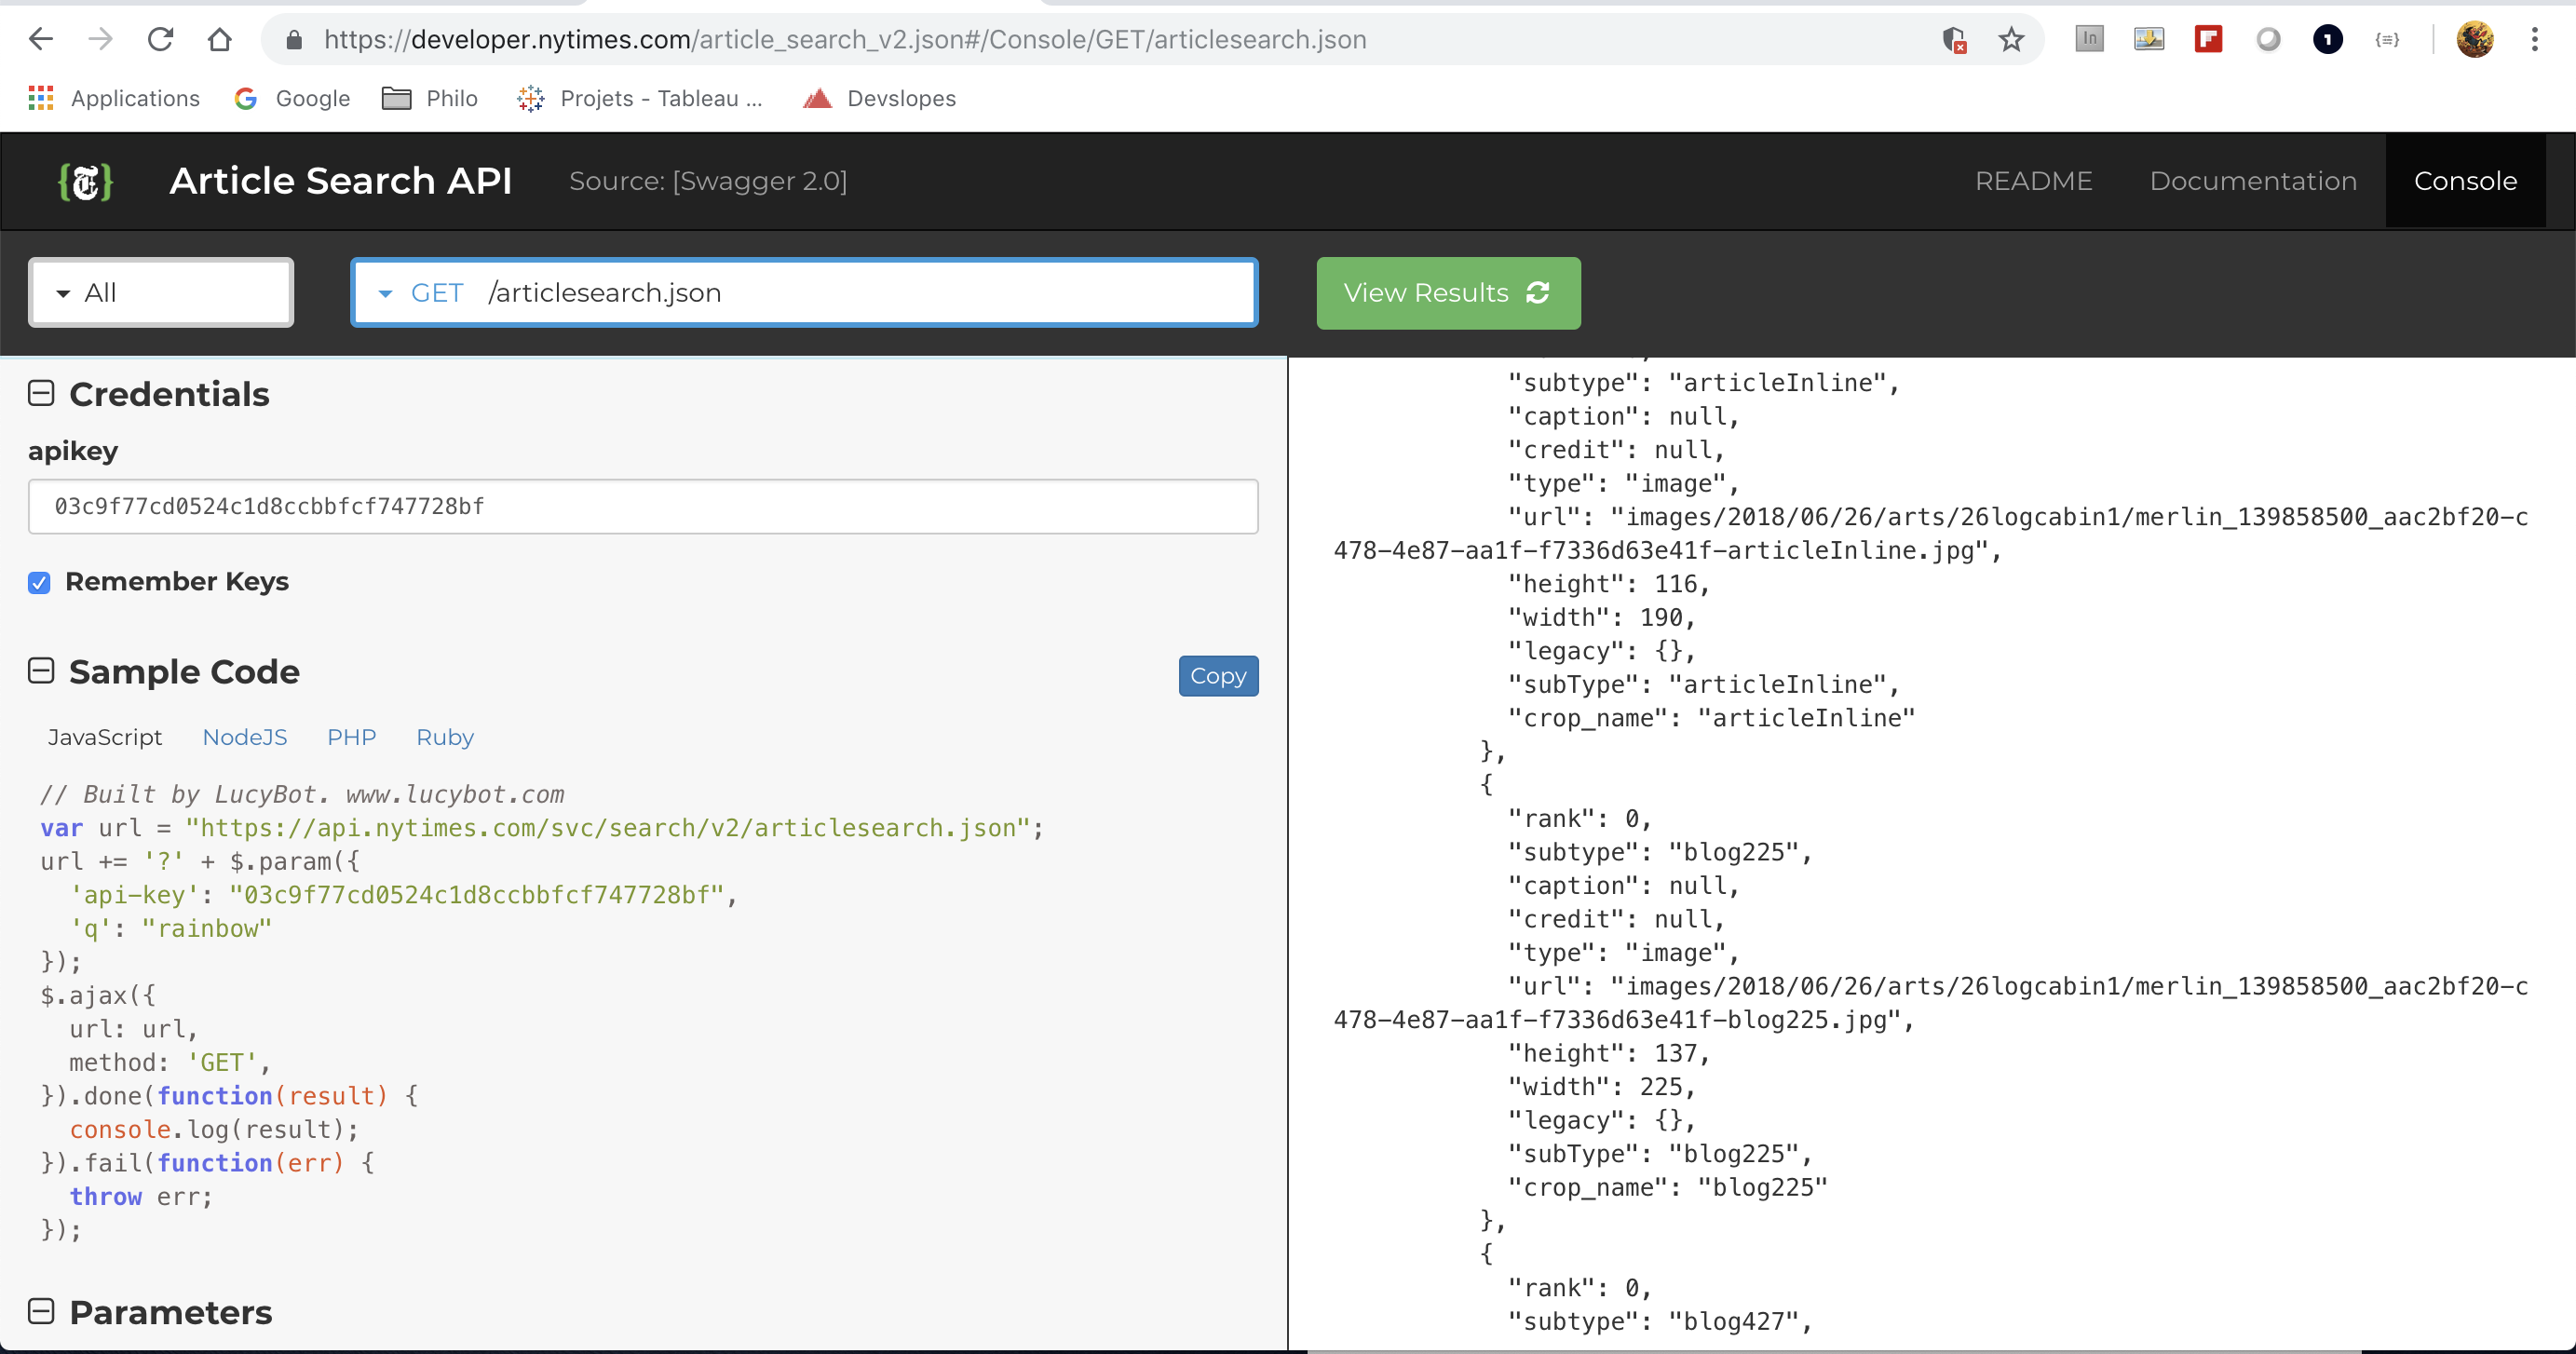 https://developer.nytimes.com/article_search_v2.json#/Console/GET/articlesearch.json
In
1
Applications
Google
Philo
Projets - Tableau ...
Devslopes
Article Search API
Source: [Swagger 2.0]
README
Documentation
Console
All
GET /articlesearch.json
View Results
Credentials
apikey
03c9f77cd0524c1d8ccbbfcf747728bf
Remember Keys
Sample Code
Copy
JavaScript
NodeJS
PHP
Ruby
// Built by LucyBot. www.lucybot.com
var url = "https://api.nytimes.com/svc/search/v2/articlesearch.json";
url += '?' + $.param({
'api-key': "03c9f77cd0524c1d8ccbbfcf747728bf",
'q': "rainbow"
});
$.ajax({
url: url,
method: 'GET',
}).done(function(result) {
console.log(result);
}).fail(function(err) {
throw err;
});
Parameters
"subtype": "articleInline",
"caption": null,
"credit": null,
"type": "image",
"url": "images/2018/06/26/arts/26logcabin1/merlin_139858500_aac2bf20-c
478-4e87-aa1f-f7336d63e41f-articleInline.jpg",
"height": 116,
"width": 190,
"legacy": {},
"subType": "articleInline",
"crop_name": "articleInline"
},
{
"rank": 0,
"subtype": "blog225",
"caption": null,
"credit": null,
"type": "image",
"url": "images/2018/06/26/arts/26logcabin1/merlin_139858500_aac2bf20-c
478-4e87-aa1f-f7336d63e41f-blog225.jpg",
"height": 137,
"width": 225,
"legacy": {},
"subType": "blog225",
"crop_name": "blog225"
},
{
"rank": 0,
"subtype": "blog427",